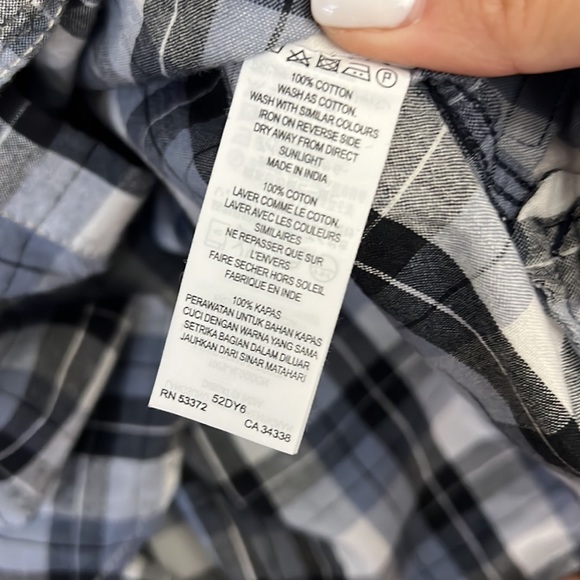 P
100% COTTON
WASH AS COTTON,
WASH WITH SIMILAR COLOURS
IRON ON REVERSE SIDE
DRY AWAY FROM DIRECT
SUNLIGHT
MADE IN INDIA
100% COTON
LAVER COMME LE COTON,
LAVER AVEC LES COULEURS
SIMILAIRES
NE REPASSER QUE SUR
L'ENVERS
FAIRE SECHER HORS SOLEIL
FABRIQUE EN INDE
100% KAPAS
PERAWATAN UNTUK BAHAN KAPAS
CUCI DENGAN WARNA YANG SAMA
SETRIKA BAGIAN DALAM DILUAR
JAUHKAN DARI SINAR MATAHARI
RN 53372 52DY6 CA 34338